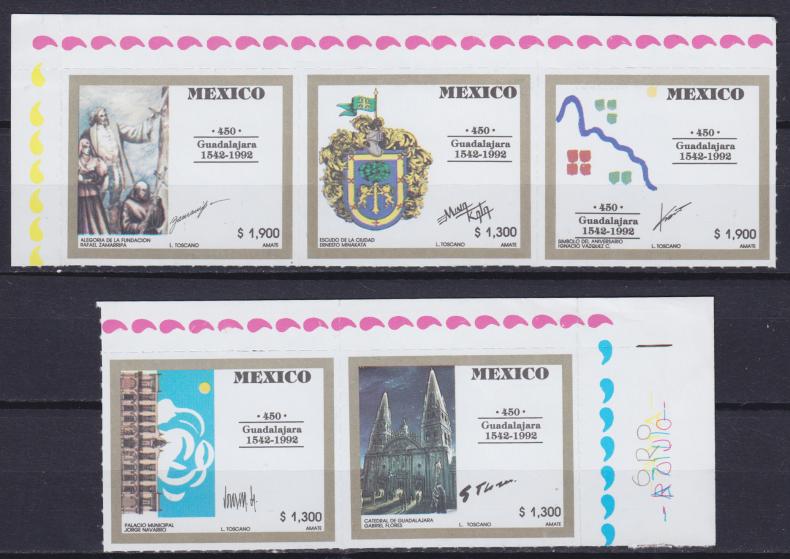 MEXICO
· 450 ·
Guadalajara
1542-1992
$ 1,900
ALEGORIA DE LA FUNDACION
RAFAEL ZAMARRIPA
L. TOSCANO
AMATE
MEXICO
· 450 ·
Guadalajara
1542-1992
$ 1,300
ESCUDO DE LA CIUDAD
ERNESTO MINAKATA
L. TOSCANO
AMATE
MEXICO
· 450 ·
Guadalajara
1542-1992
· 450 ·
Guadalajara
1542-1992
$ 1,900
SIMBOLO DEL ANIVERSARIO
IGNACIO VAZQUEZ C.
L. TOSCANO
AMATE
MEXICO
· 450 ·
Guadalajara
1542-1992
$ 1,300
PALACIO MUNICIPAL
JORGE NAVARRO
L. TOSCANO
AMATE
MEXICO
· 450 ·
Guadalajara
1542-1992
$ 1,300
CATEDRAL DE GUADALAJARA
GABRIEL FLORES
L. TOSCANO
AMATE
ORO